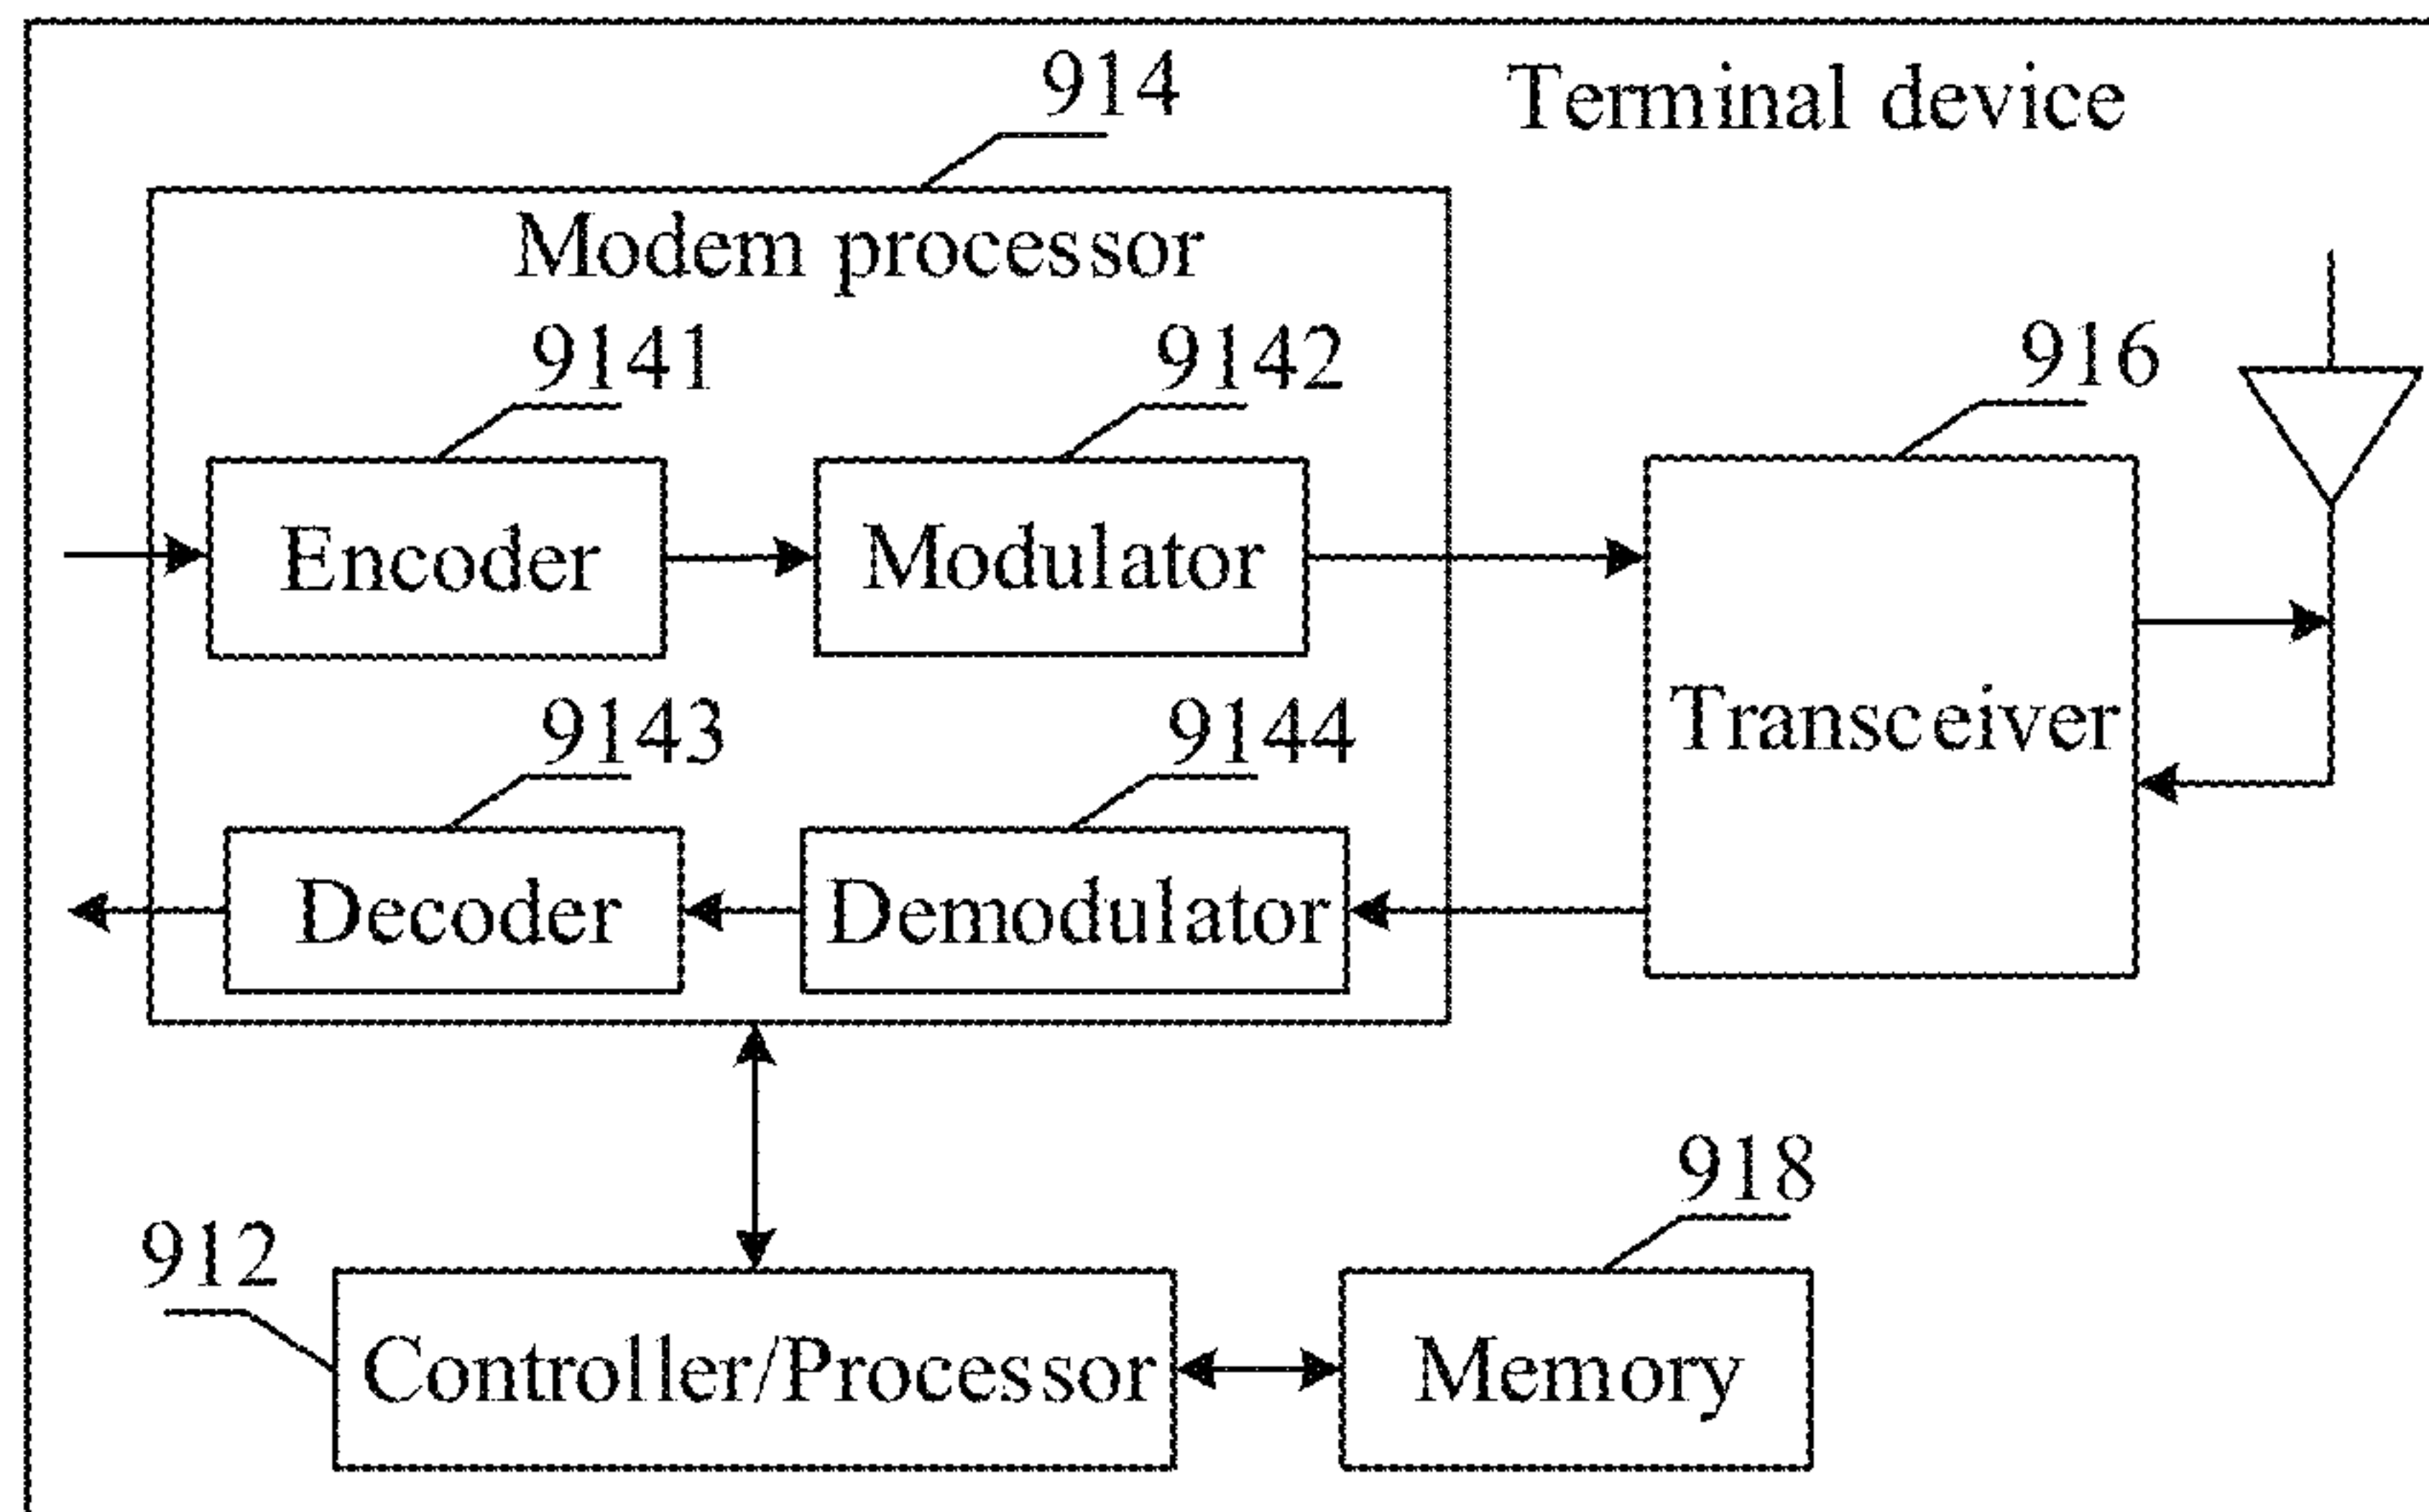 914
Terminal device
Modem processor
9141
9142
916
Encoder
Modulator
Transceiver
9143
9144
Decoder
Demodulator
918
912
Controller/Processor
Memory